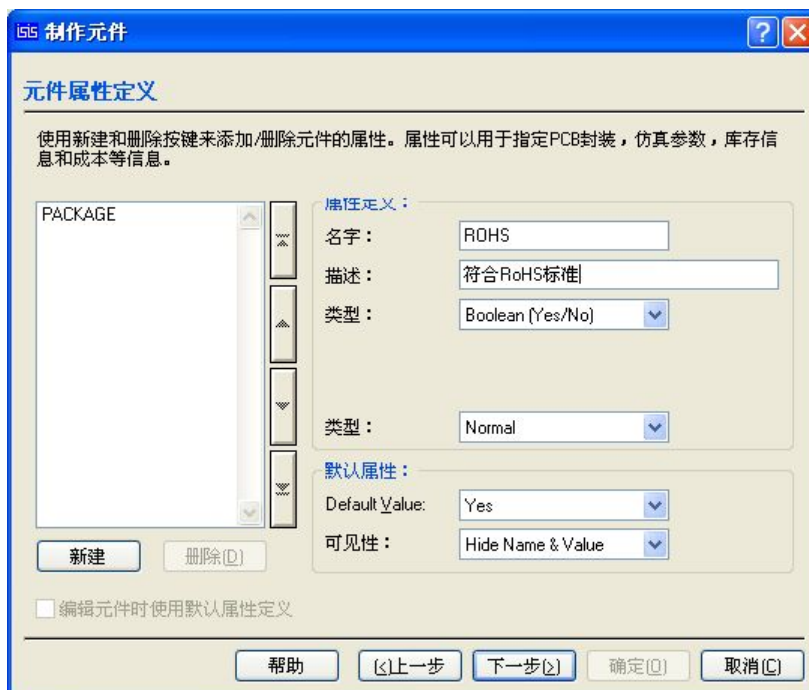 isis 制作元件
元件属性定义
使用新建和删除按键来添加/删除元件的属性。属性可以用于指定PCB封装，仿真参数，库存信
息和成本等信息。
PACKAGE
属性定义：
名字：
ROHS
描述：
符合RoHS标准
类型：
Boolean (Yes/No)
类型：
Normal
默认属性：
Default Value:
Yes
可见性：
Hide Name & Value
新建
删除(D)
编辑元件时使用默认属性定义
帮助
(<)上一步
下一步(>)
确定(O)
取消(C)